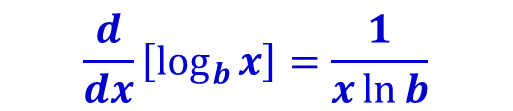 d/dx [log_b x] = 1/(x ln b)